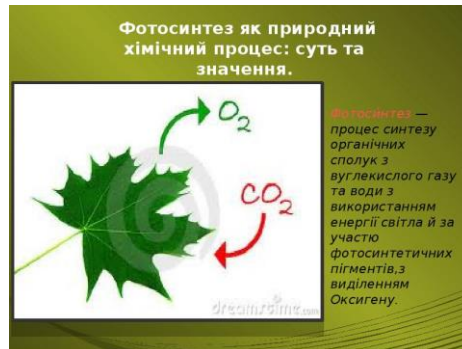 Фотосинтез як природний
хімічний процес: суть та
значення.
O2
CO2
Фотосинтез —
процес синтезу
органічних
сполук з
вуглекислого газу
та води з
використанням
енергії світла й за
участю
фотосинтетичних
пігментів,з
виділенням
Оксигену.
dreamstime.com